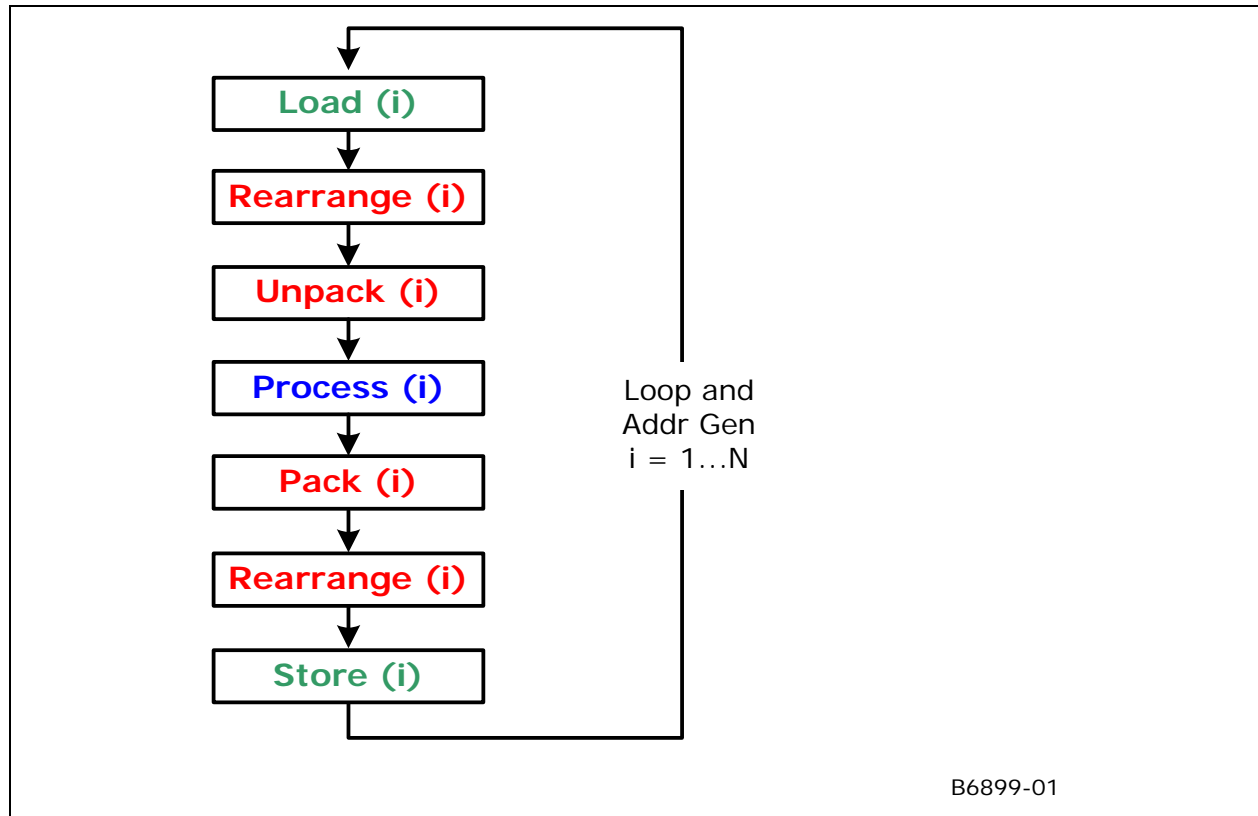 Load (i)
Rearrange (i)
Unpack (i)
Process (i)
Pack (i)
Rearrange (i)
Store (i)
Loop and
Addr Gen
i = 1...N
B6899-01